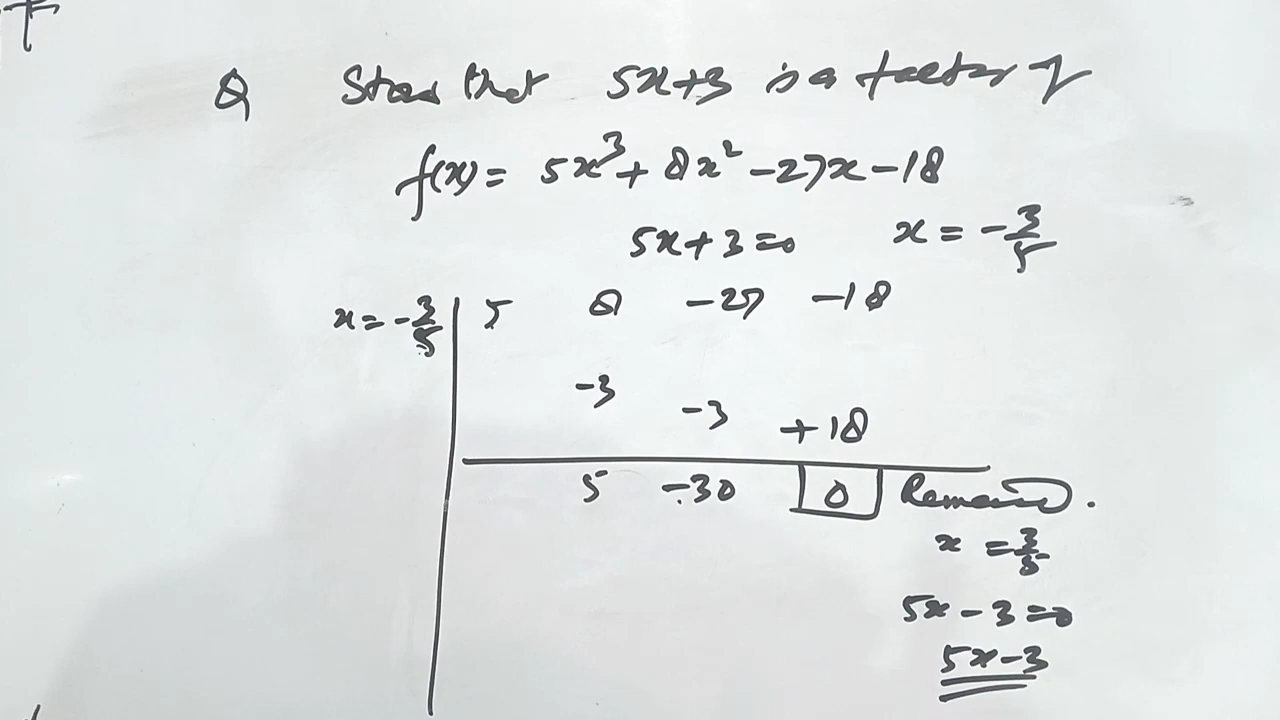 Q Show that 5x+3 is a factor of
f(x) = 5x³ + 8x² - 27x - 18
5x + 3 = 0 x = -3/5
x = -3/5 | 5 8 -27 -18
-3 -3 +18
5 -30 0
x = 3/5
5x - 3 = 0
5x - 3